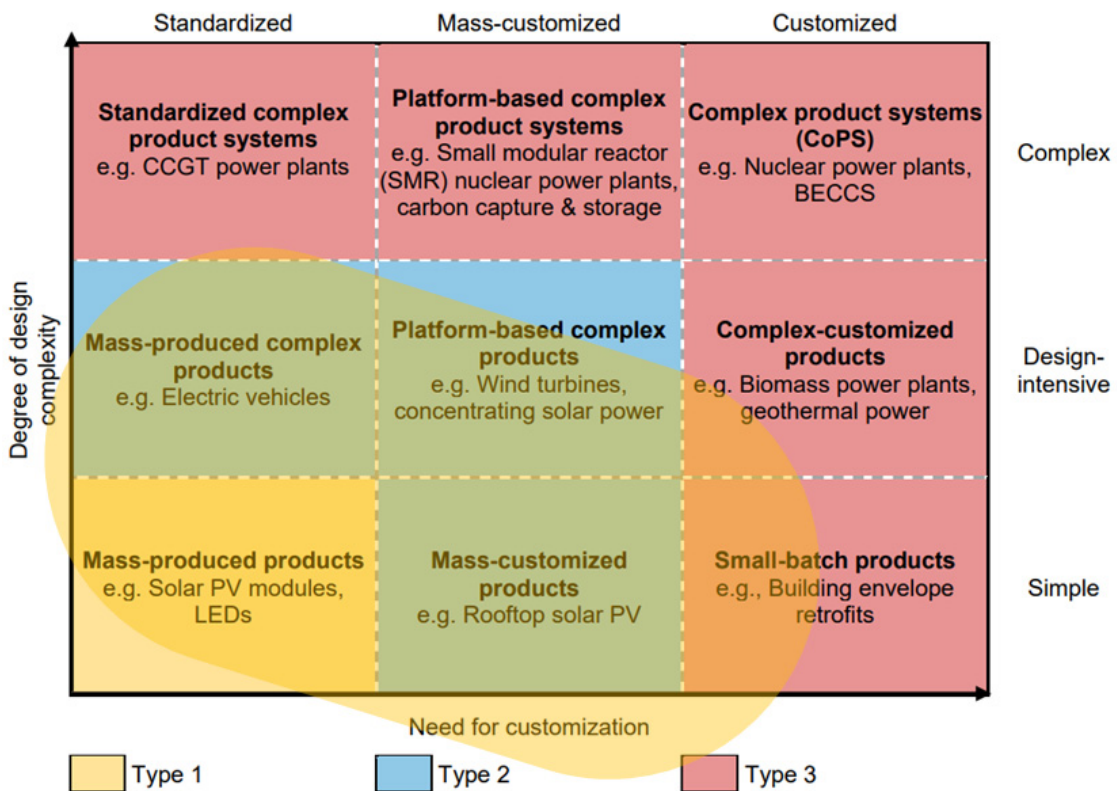 Standardized
Mass-customized
Customized
Standardized complex
product systems
e.g. CCGT power plants
Platform-based complex
product systems
e.g. Small modular reactor
(SMR) nuclear power plants,
carbon capture & storage
Complex product systems
(CoPS)
e.g. Nuclear power plants,
BECCS
Complex
Degree of design
complexity
Mass-produced complex
products
e.g. Electric vehicles
Platform-based complex
products
e.g. Wind turbines,
concentrating solar power
Complex-customized
products
e.g. Biomass power plants,
geothermal power
Design-
intensive
Mass-produced products
e.g. Solar PV modules,
LEDs
Mass-customized
products
e.g. Rooftop solar PV
Small-batch products
e.g., Building envelope
retrofits
Simple
Need for customization
Type 1
Type 2
Type 3